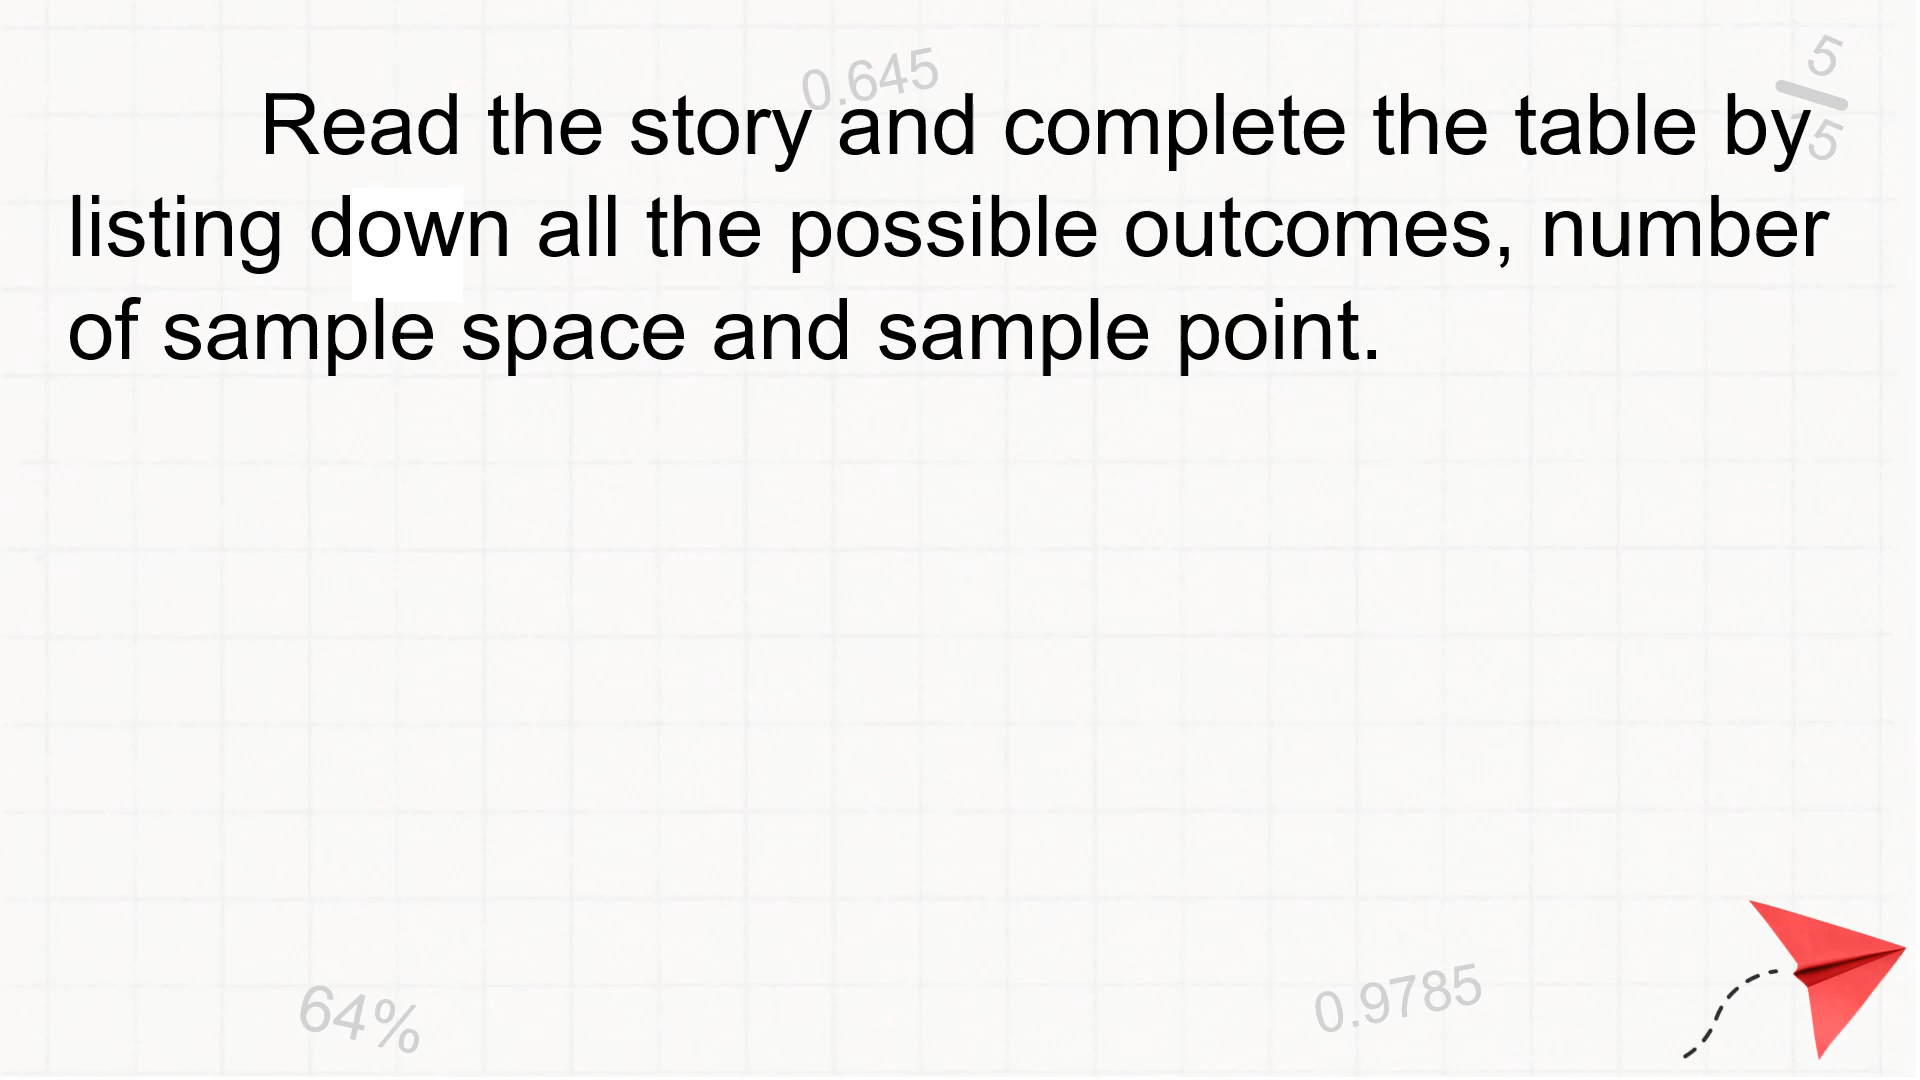 0.645
5
5
Read the story and complete the table by
listing down all the possible outcomes, number
of sample space and sample point.
64%
0.9785